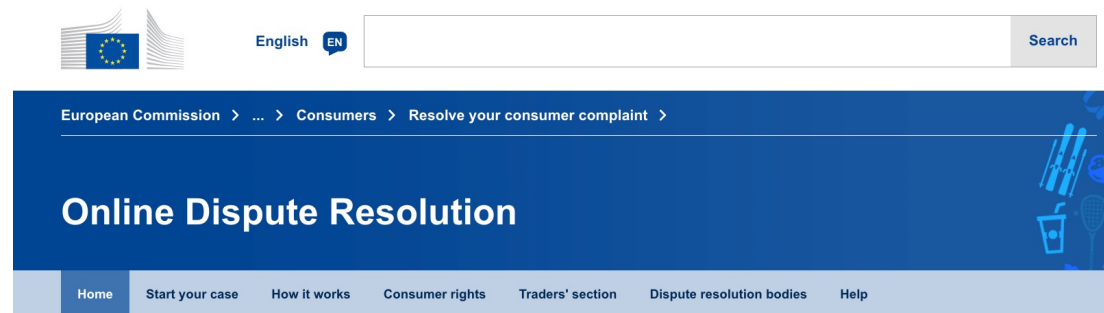 English EN Search
European Commission > ... > Consumers > Resolve your consumer complaint >
Online Dispute Resolution
Home Start your case How it works Consumer rights Traders' section Dispute resolution bodies Help